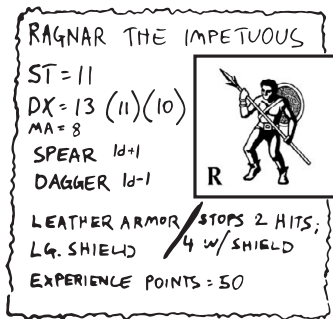 RAGNAR THE IMPETUOUS
ST = 11
DX = 13 (11)(10)
MA = 8
SPEAR 1d+1
DAGGER 1d-1
R
LEATHER ARMOR / STOPS 2 HITS;
LG. SHIELD / 4 W/ SHIELD
EXPERIENCE POINTS = 50